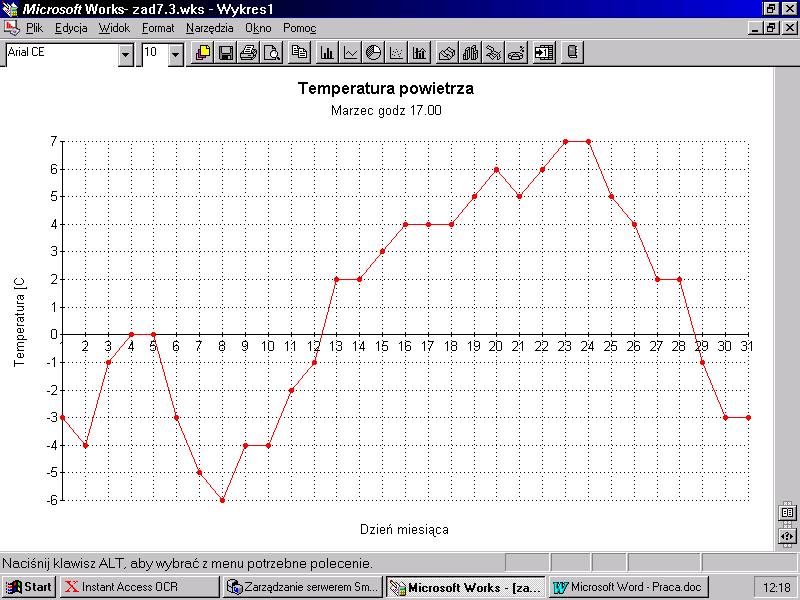 Microsoft Works- zad7.3.wks - Wykres1
Plik Edycja Widok Format Narzędzia Okno Pomoc
Arial CE 10
Temperatura powietrza
Marzec godz 17.00
7
6
5
4
3
2
1
0
2 3 4 5 6 7 8 9 10 11 12 13 14 15 16 17 18 19 20 21 22 23 24 25 26 27 28 29 30 31
-1
-2
-3
-4
-5
-6
Temperatura [C
Dzień miesiąca
Naciśnij klawisz ALT, aby wybrać z menu potrzebne polecenie.
Start Instant Access OCR Zarządzanie serwerem Sm... Microsoft Works - [za... Microsoft Word - Praca.doc 12:18